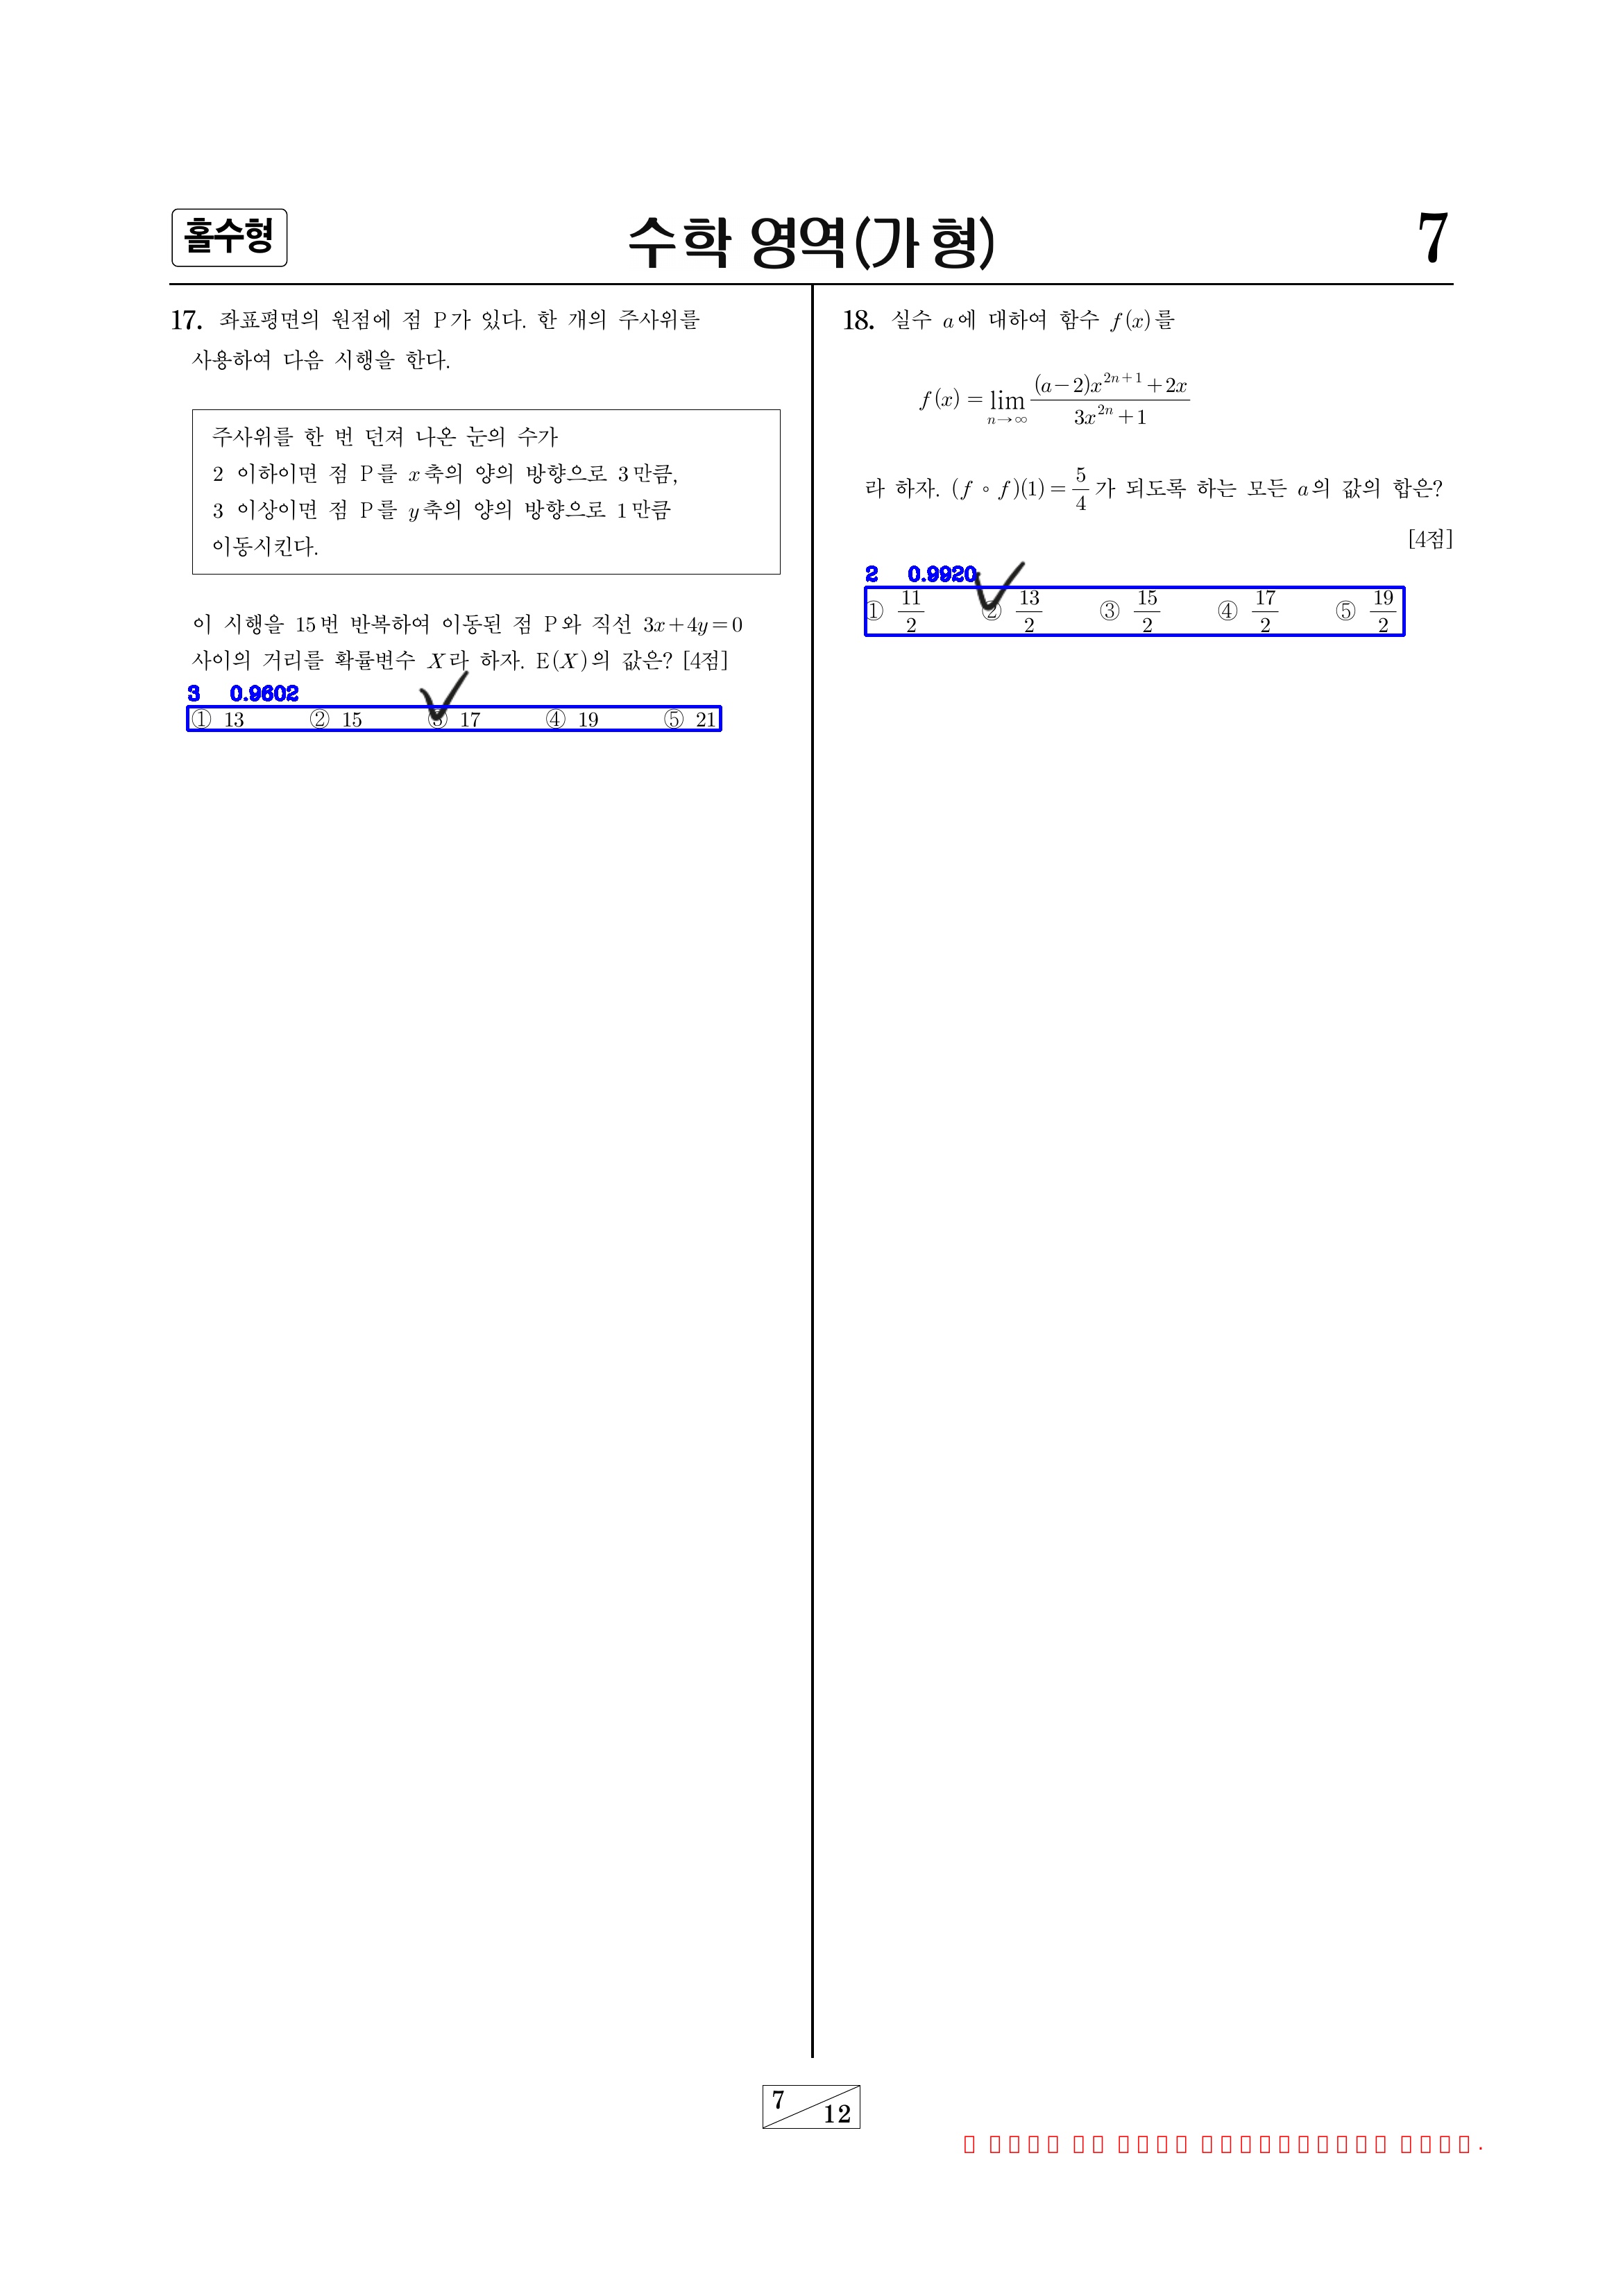 홀수형
수학 영역(가 형)
7
17. 좌표평면의 원점에 점 P가 있다. 한 개의 주사위를
사용하여 다음 시행을 한다.
주사위를 한 번 던져 나온 눈의 수가
2 이하이면 점 P를 x축의 양의 방향으로 3만큼,
3 이상이면 점 P를 y축의 양의 방향으로 1만큼
이동시킨다.
이 시행을 15번 반복하여 이동된 점 P와 직선 3x+4y=0
사이의 거리를 확률변수 X라 하자. E(X)의 값은? [4점]
3 0.9602
① 13 ② 15 ③ 17 ④ 19 ⑤ 21
18. 실수 a에 대하여 함수 f(x)를
f(x) = lim_{n→∞} \frac{(a-2)x^{2n+1}+2x}{3x^{2n}+1}
라 하자. (f∘f)(1) = \frac{5}{4}가 되도록 하는 모든 a의 값의 합은?
[4점]
2 0.9920
① \frac{11}{2} ② \frac{13}{2} ③ \frac{15}{2} ④ \frac{17}{2} ⑤ \frac{19}{2}
7 12